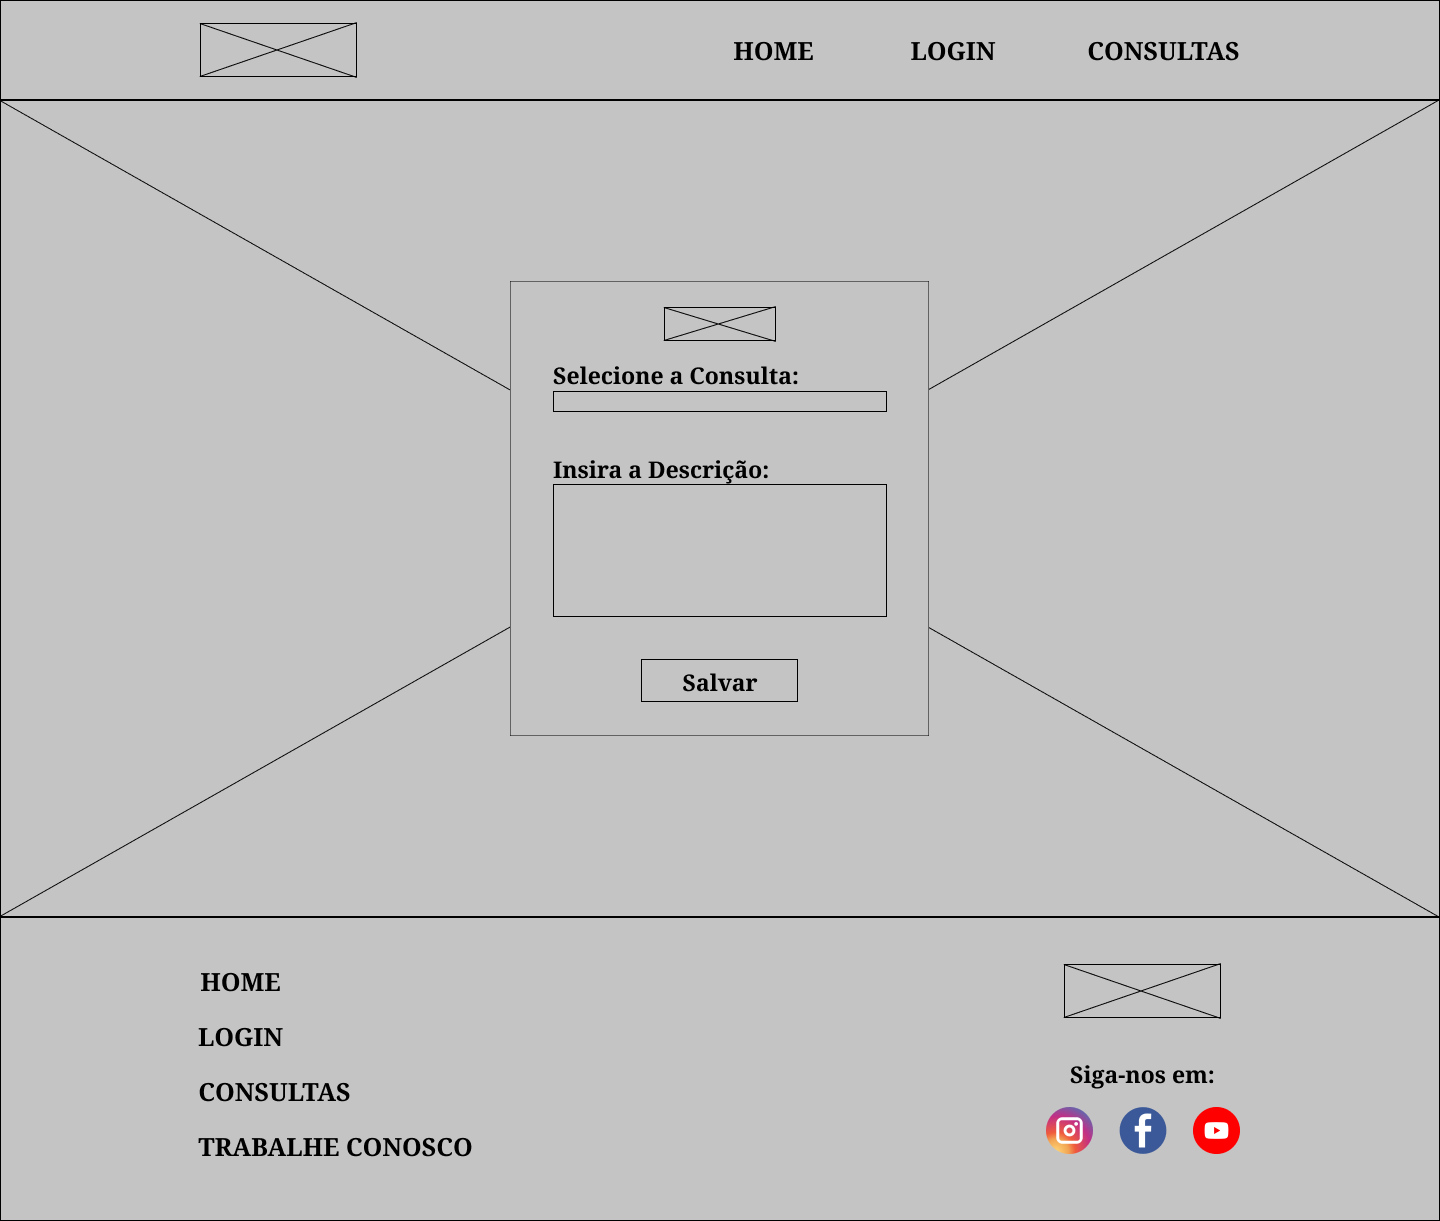 HOME
LOGIN
CONSULTAS
Selecione a Consulta:
Insira a Descrição:
Salvar
HOME
LOGIN
CONSULTAS
TRABALHE CONOSCO
Siga-nos em: